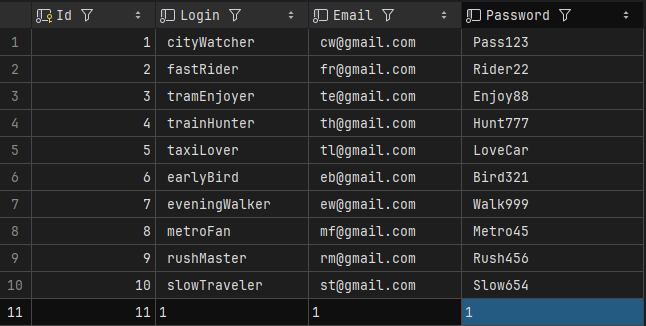 Id Login Email Password
1 1 cityWatcher cw@gmail.com Pass123
2 2 fastRider fr@gmail.com Rider22
3 3 tramEnjoyer te@gmail.com Enjoy88
4 4 trainHunter th@gmail.com Hunt777
5 5 taxiLover tl@gmail.com LoveCar
6 6 earlyBird eb@gmail.com Bird321
7 7 eveningWalker ew@gmail.com Walk999
8 8 metroFan mf@gmail.com Metro45
9 9 rushMaster rm@gmail.com Rush456
10 10 slowTraveler st@gmail.com Slow654
11 11 1 1 1